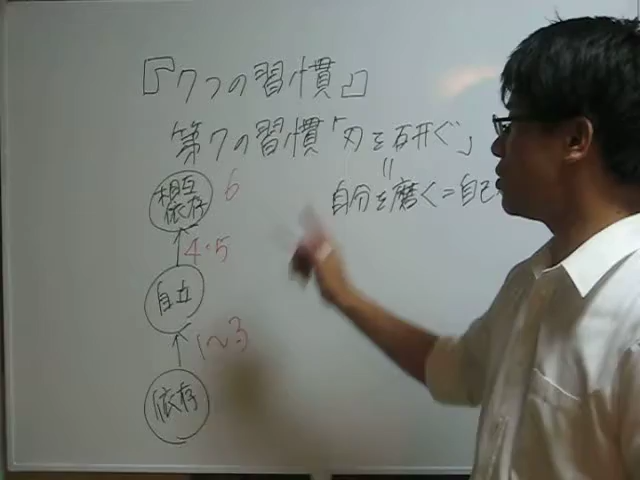 『7つの習慣』
第7の習慣「刃を研ぐ」
＝
自分を磨く＝自己
相互
依存
6
4・5
自立
1〜3
依存